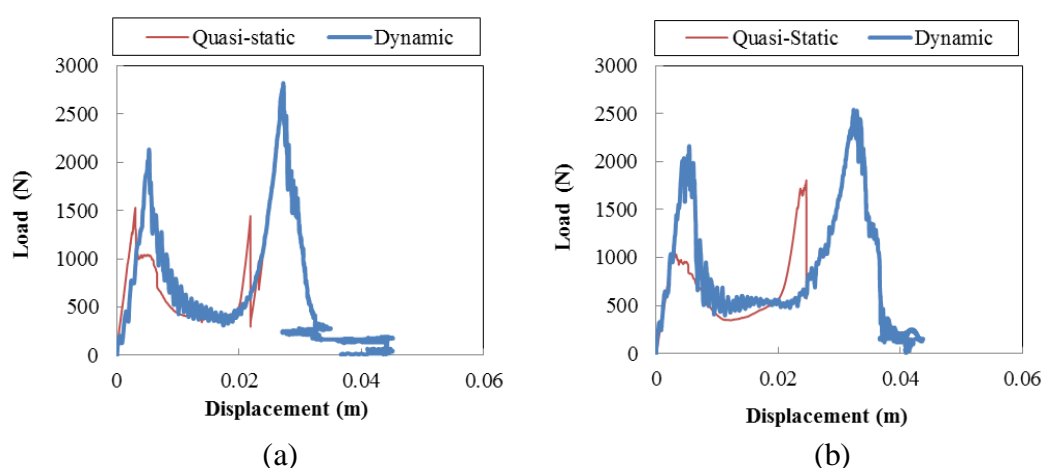 Quasi-static Dynamic
3000
2500
2000
1500
1000
500
0
Load (N)
0 0.02 0.04 0.06
Displacement (m)
(a)
Quasi-Static Dynamic
3000
2500
2000
1500
1000
500
0
Load (N)
0 0.02 0.04 0.06
Displacement (m)
(b)